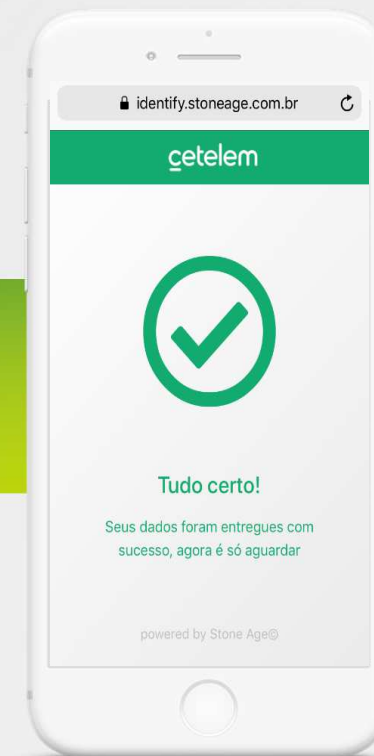 identify.stoneage.com.br
cetelem
Tudo certo!
Seus dados foram entregues com
sucesso, agora é só aguardar
powered by Stone Age©